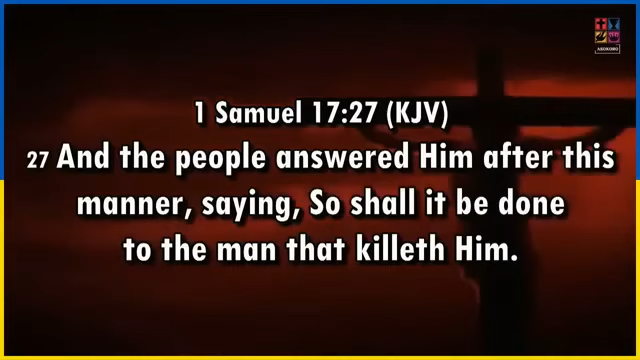 ASOKORO
1 Samuel 17:27 (KJV)
27 And the people answered Him after this
manner, saying, So shall it be done
to the man that killeth Him.